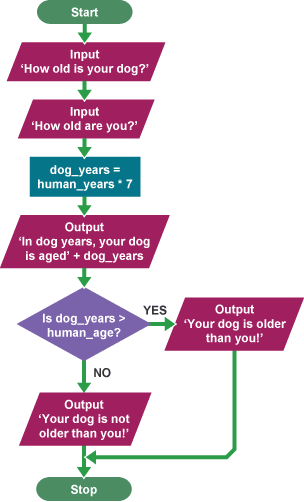 Start
Input
‘How old is your dog?’
Input
‘How old are you?’
dog_years =
human_years * 7
Output
‘In dog years, your dog
is aged’ + dog_years
Is dog_years >
human_age?
YES
Output
‘Your dog is older
than you!’
NO
Output
‘Your dog is not
older than you!’
Stop